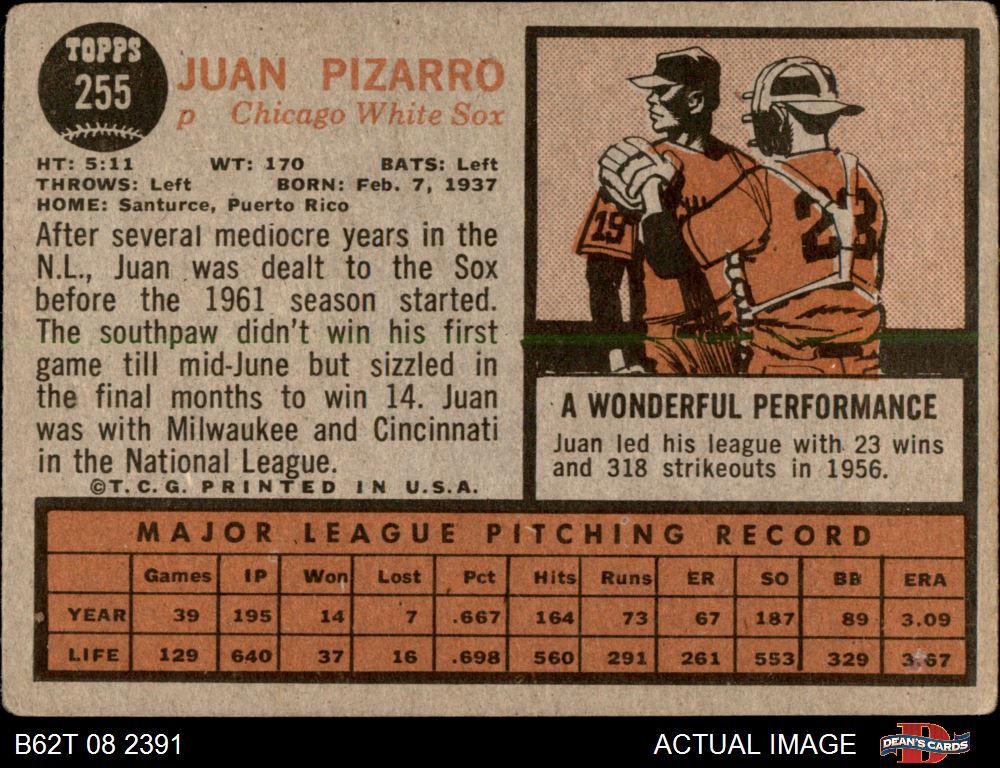 TOPPS
255
JUAN PIZARRO
p Chicago White Sox
HT: 5:11 WT: 170 BATS: Left
THROWS: Left BORN: Feb. 7, 1937
HOME: Santurce, Puerto Rico
After several mediocre years in the
N.L., Juan was dealt to the Sox
before the 1961 season started.
The southpaw didn't win his first
game till mid-June but sizzled in
the final months to win 14. Juan
was with Milwaukee and Cincinnati
in the National League.
©T.C.G. PRINTED IN U.S.A.
19
23
A WONDERFUL PERFORMANCE
Juan led his league with 23 wins
and 318 strikeouts in 1956.
MAJOR LEAGUE PITCHING RECORD
Games IP Won Lost Pct Hits Runs ER SO BB ERA
YEAR 39 195 14 7 .667 164 73 67 187 89 3.09
LIFE 129 640 37 16 .698 560 291 261 553 329 3.67
B62T 08 2391
ACTUAL IMAGE
DEAN'S CARDS